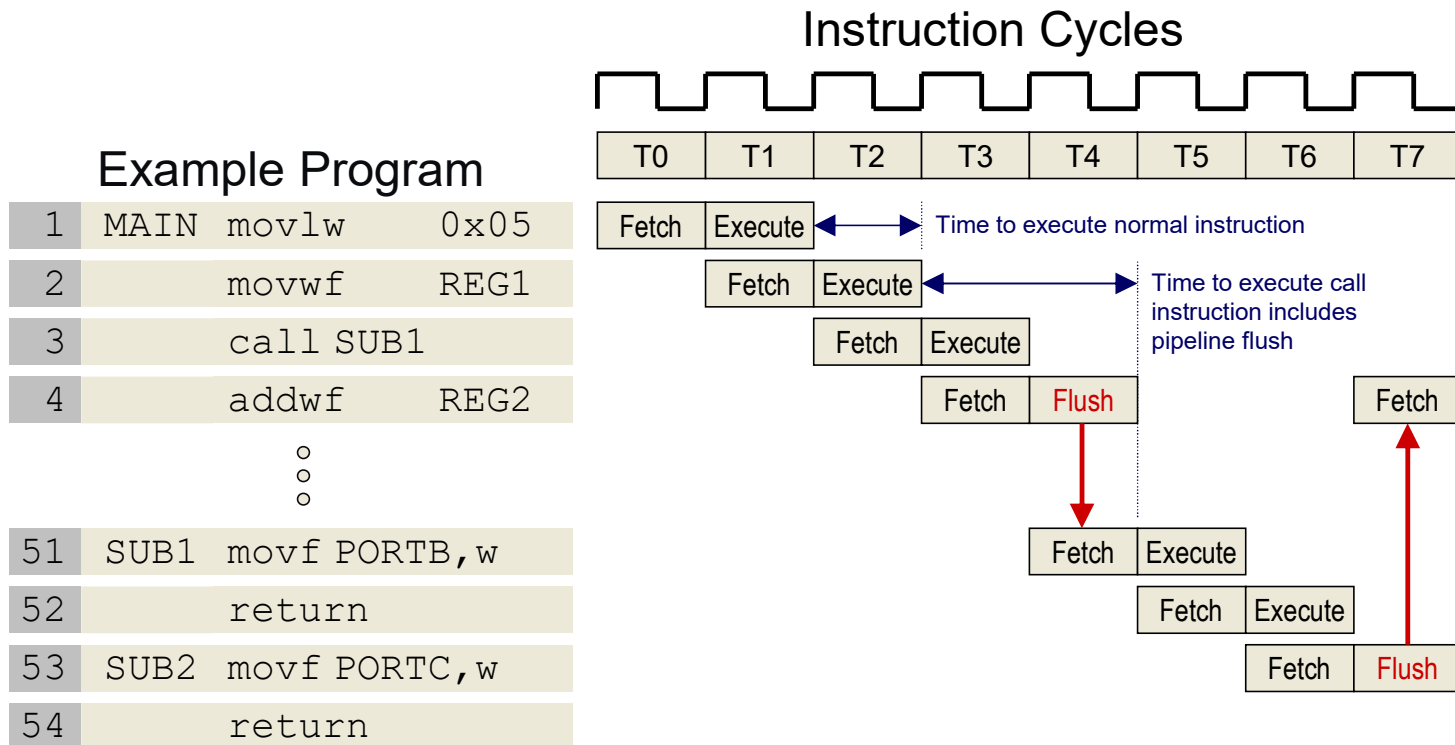 Instruction Cycles
T0 T1 T2 T3 T4 T5 T6 T7
Example Program
1 MAIN movlw 0x05 Fetch Execute Time to execute normal instruction
2 movwf REG1 Fetch Execute Time to execute call
instruction includes
pipeline flush
3 call SUB1 Fetch Execute
4 addwf REG2 Fetch Flush Fetch
51 SUB1 movf PORTB,w Fetch Execute
52 return Fetch Execute
53 SUB2 movf PORTC,w Fetch Flush
54 return